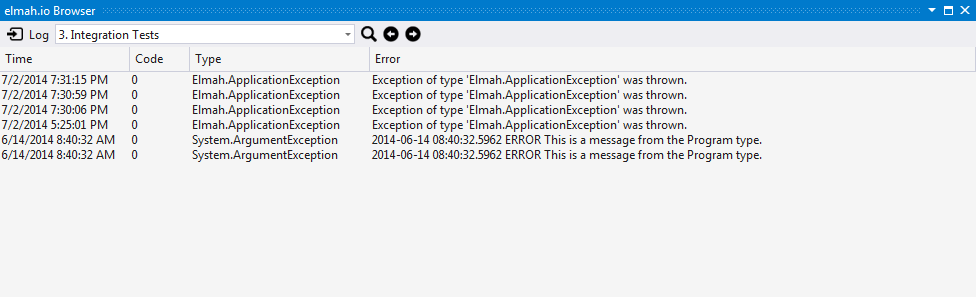 elmah.io Browser
Log 3. Integration Tests
Time Code Type Error
7/2/2014 7:31:15 PM 0 Elmah.ApplicationException Exception of type 'Elmah.ApplicationException' was thrown.
7/2/2014 7:30:59 PM 0 Elmah.ApplicationException Exception of type 'Elmah.ApplicationException' was thrown.
7/2/2014 7:30:06 PM 0 Elmah.ApplicationException Exception of type 'Elmah.ApplicationException' was thrown.
7/2/2014 5:25:01 PM 0 Elmah.ApplicationException Exception of type 'Elmah.ApplicationException' was thrown.
6/14/2014 8:40:32 AM 0 System.ArgumentException 2014-06-14 08:40:32.5962 ERROR This is a message from the Program type.
6/14/2014 8:40:32 AM 0 System.ArgumentException 2014-06-14 08:40:32.5962 ERROR This is a message from the Program type.